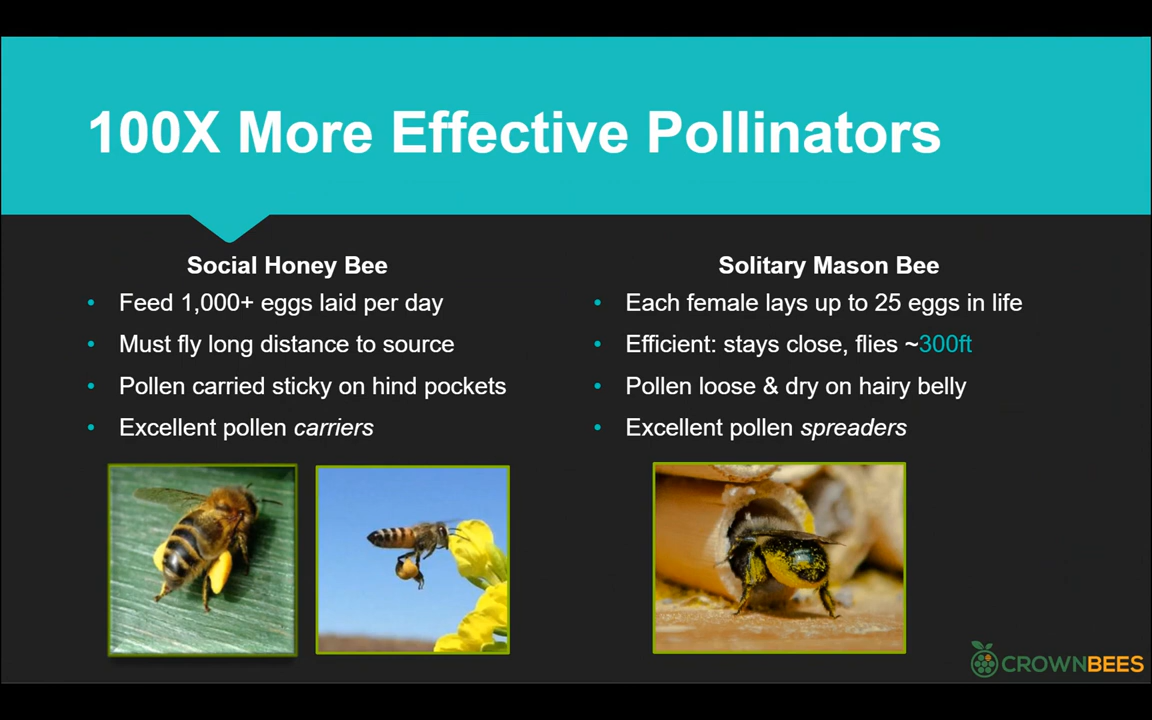 100X More Effective Pollinators
Social Honey Bee
• Feed 1,000+ eggs laid per day
• Must fly long distance to source
• Pollen carried sticky on hind pockets
• Excellent pollen carriers
Solitary Mason Bee
• Each female lays up to 25 eggs in life
• Efficient: stays close, flies ~300ft
• Pollen loose & dry on hairy belly
• Excellent pollen spreaders
CROWNBEES